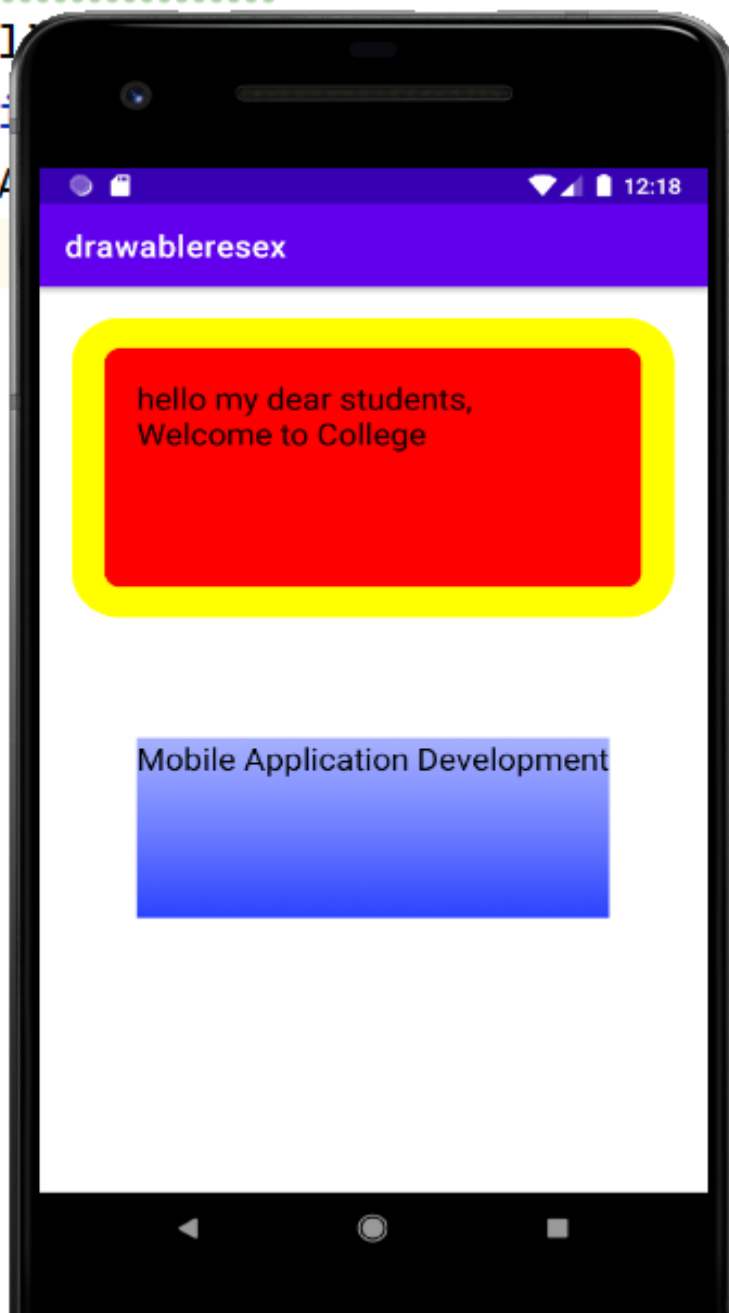 12:18
drawableresex
hello my dear students,
Welcome to College
Mobile Application Development